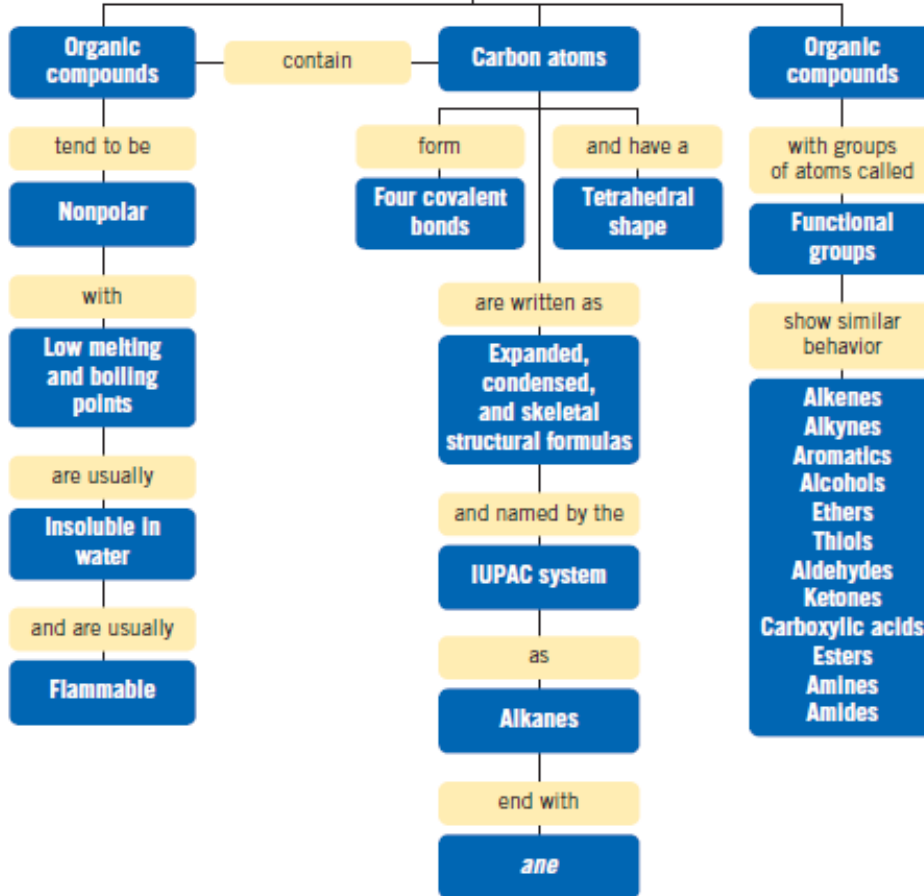 Organic
compounds
contain
Carbon atoms
Organic
compounds
tend to be
Nonpolar
with
Low melting
and boiling
points
are usually
Insoluble in
water
and are usually
Flammable
form
Four covalent
bonds
and have a
Tetrahedral
shape
are written as
Expanded,
condensed,
and skeletal
structural formulas
and named by the
IUPAC system
as
Alkanes
end with
ane
with groups
of atoms called
Functional
groups
show similar
behavior
Alkenes
Alkynes
Aromatics
Alcohols
Ethers
Thiols
Aldehydes
Ketones
Carboxylic acids
Esters
Amines
Amides